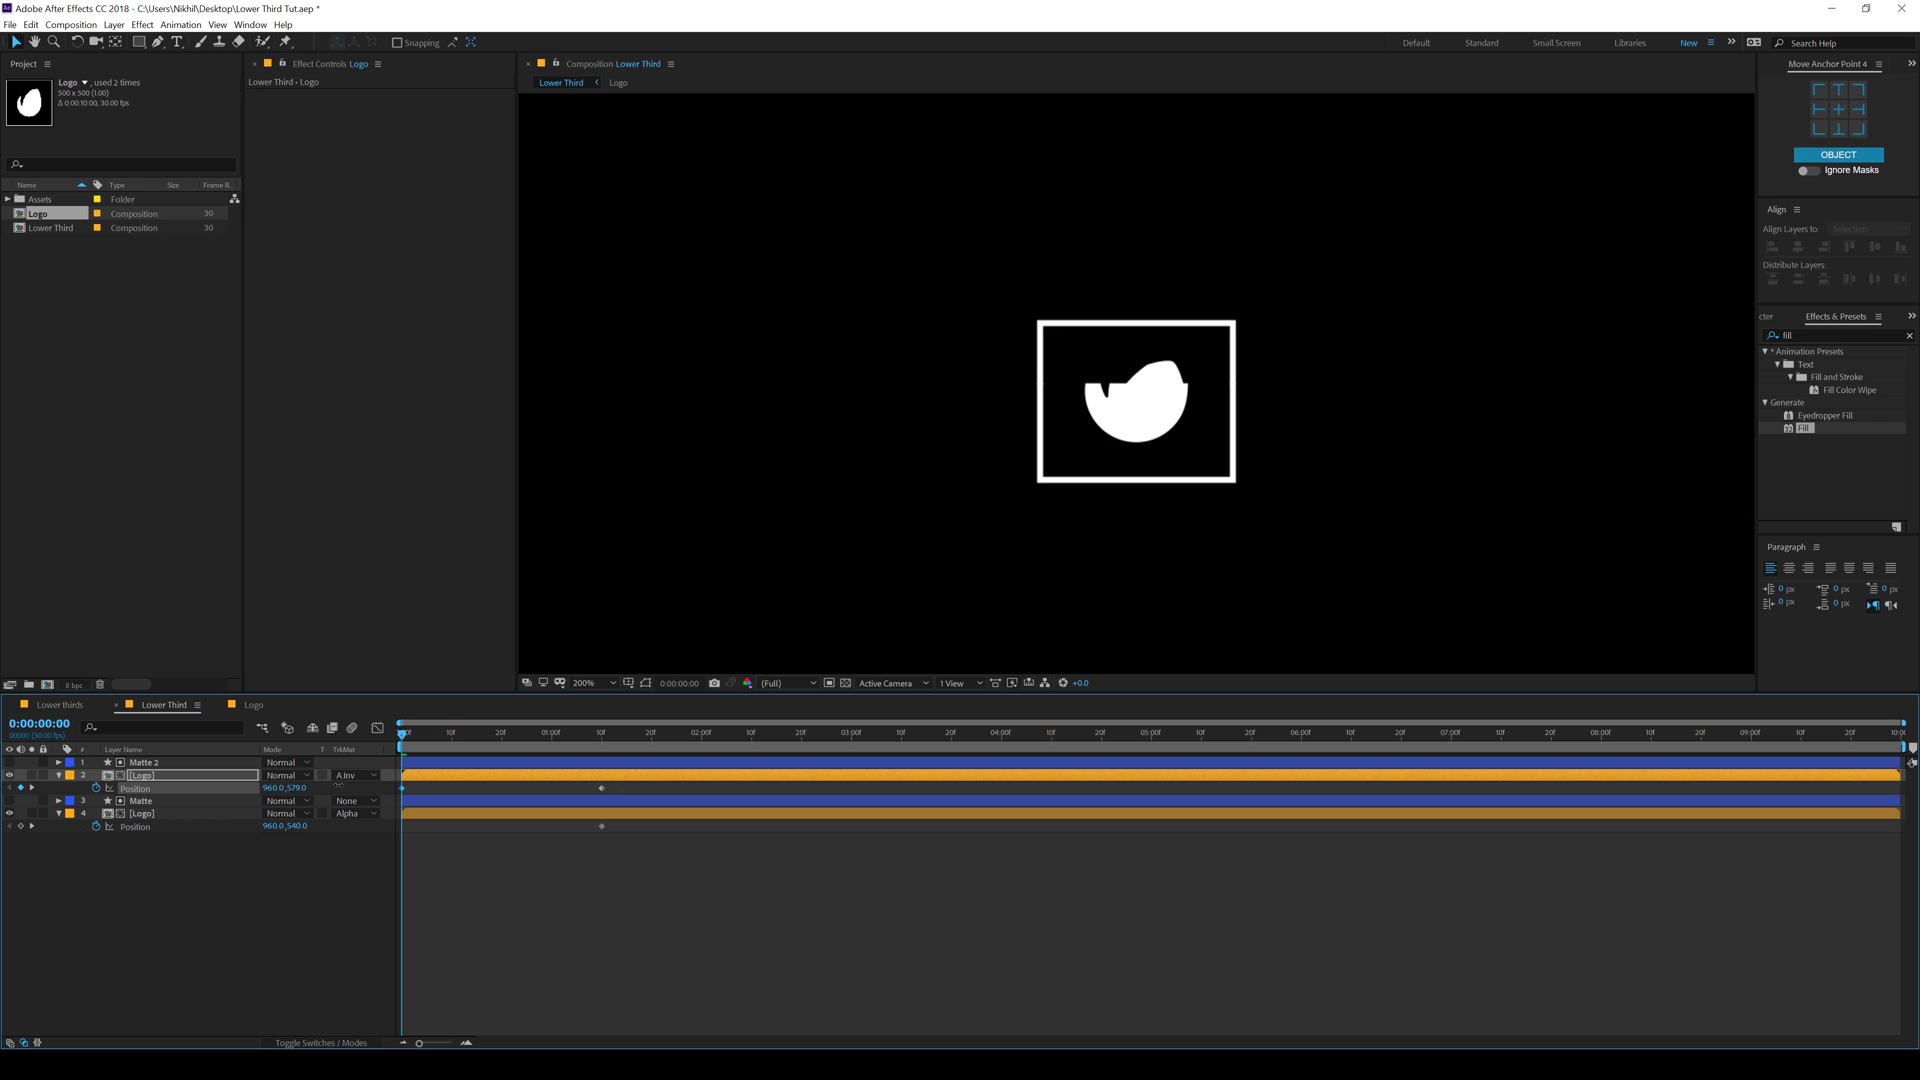 Adobe After Effects CC 2018 - C:\Users\Nikhil\Desktop\Lower Third Tut.aep *
File Edit Composition Layer Effect Animation View Window Help
Snapping
Default Standard Small Screen Libraries New Search Help
Project
Logo , used 2 times
500 x 500 (1.00)
Δ 0:00:10:00, 30.00 fps
Name Type Size Frame R..
Assets Folder
Logo Composition 30
Lower Third Composition 30
8 bpc
Effect Controls Logo
Lower Third • Logo
Composition Lower Third
Lower Third Logo
200% 0:00:00:00 (Full) Active Camera 1 View +0.0
Move Anchor Point 4
OBJECT
Ignore Masks
Align
Align Layers to: Selection
Distribute Layers:
cter Effects & Presets
fill
* Animation Presets
Text
Fill and Stroke
Fill Color Wipe
Generate
Eyedropper Fill
Fill
Paragraph
0 px 0 px 0 px
0 px 0 px
Lower thirds Lower Third Logo
0:00:00:00
00000 (30.00 fps)
10f 20f 01:00f 10f 20f 02:00f 10f 20f 03:00f 10f 20f 04:00f 10f 20f 05:00f 10f 20f 06:00f 10f 20f 07:00f 10f 20f 08:00f 10f 20f 09:00f 10f 20f 10:0
# Layer Name Mode T TrkMat
1 Matte 2 Normal
2 [Logo] Normal A.Inv
Position 960.0,579.0
3 Matte Normal None
4 [Logo] Normal Alpha
Position 960.0,540.0
Toggle Switches / Modes